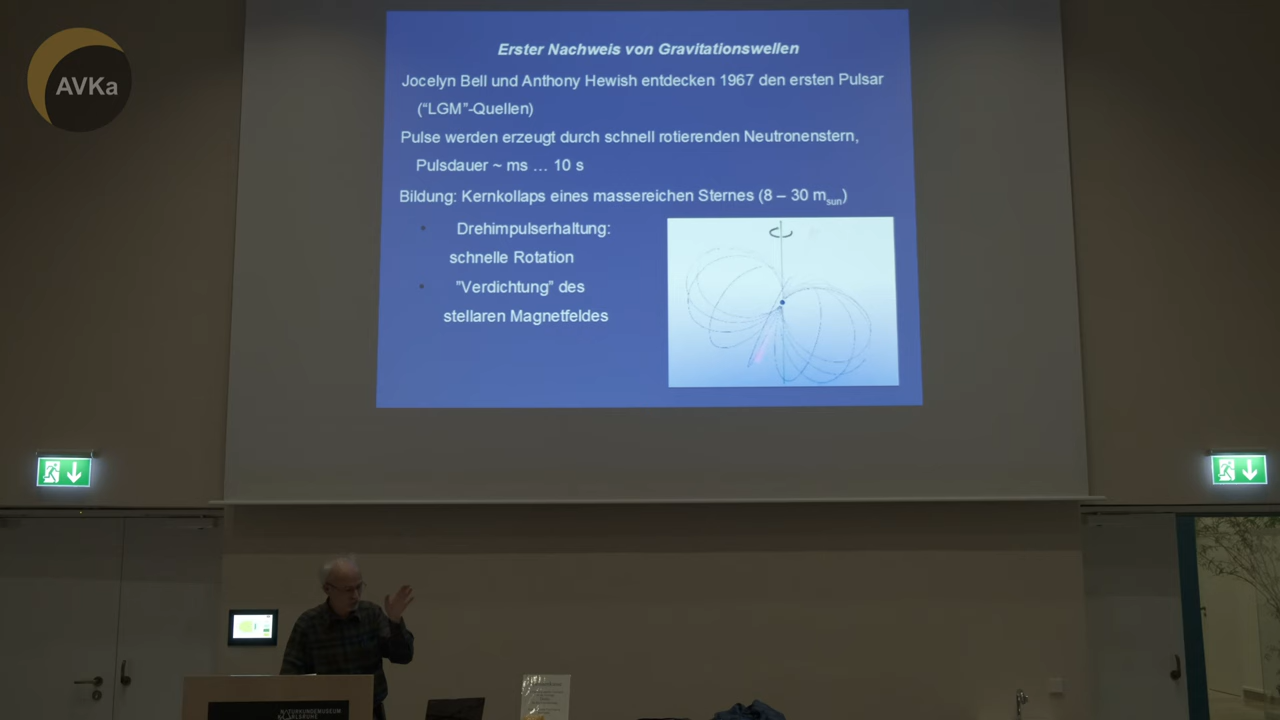 AVKa
Erster Nachweis von Gravitationswellen
Jocelyn Bell und Anthony Hewish entdecken 1967 den ersten Pulsar
(“LGM”-Quellen)
Pulse werden erzeugt durch schnell rotierenden Neutronenstern,
Pulsdauer ~ ms … 10 s
Bildung: Kernkollaps eines massereichen Sternes (8 – 30 msun)
• Drehimpulserhaltung:
schnelle Rotation
• ”Verdichtung” des
stellaren Magnetfeldes